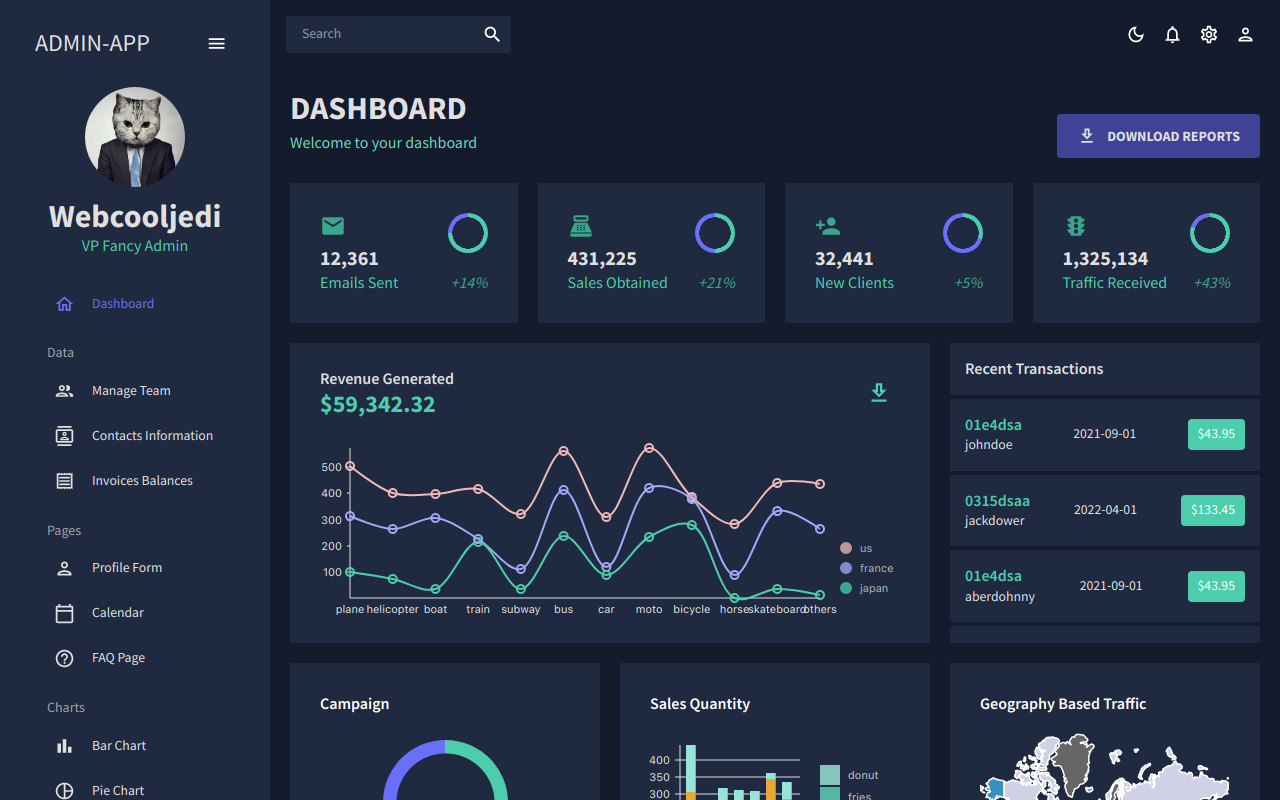 ADMIN-APP
Webcooljedi
VP Fancy Admin
Dashboard
Data
Manage Team
Contacts Information
Invoices Balances
Pages
Profile Form
Calendar
FAQ Page
Charts
Bar Chart
Pie Chart
Search
DASHBOARD
Welcome to your dashboard
DOWNLOAD REPORTS
12,361
Emails Sent +14%
431,225
Sales Obtained +21%
32,441
New Clients +5%
1,325,134
Traffic Received +43%
Revenue Generated
$59,342.32
500
400
300
200
100
plane helicopter boat train subway bus car moto bicycle horse skateboard others
us
france
japan
Recent Transactions
01e4dsa
johndoe
2021-09-01
$43.95
0315dsaa
jackdower
2022-04-01
$133.45
01e4dsa
aberdohnny
2021-09-01
$43.95
Campaign
Sales Quantity
400
350
300
donut
fries
Geography Based Traffic